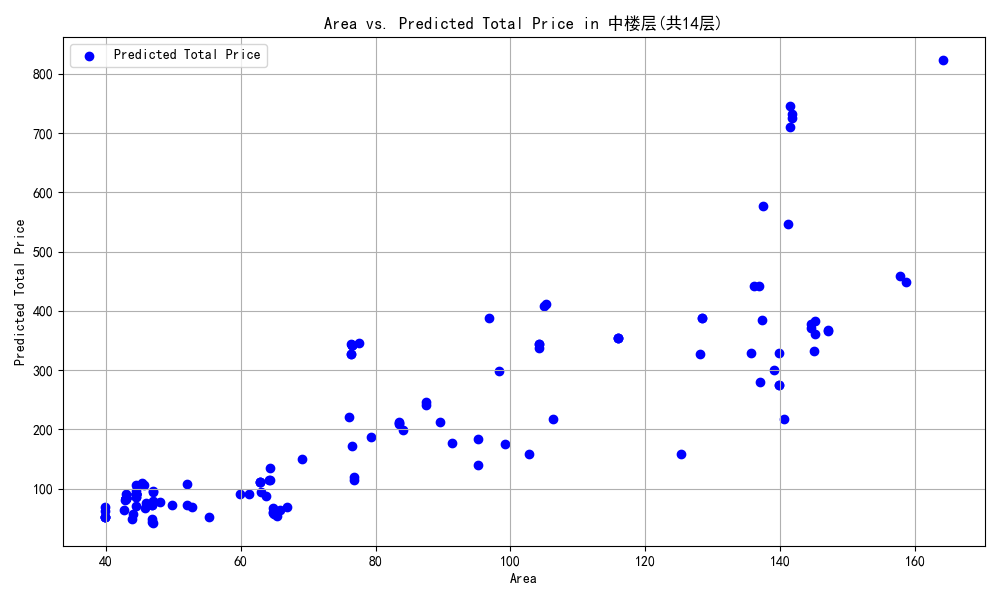 Area vs. Predicted Total Price in 中楼层(共14层)
Predicted Total Price
800
700
600
500
400
300
200
100
Predicted Total Price
40 60 80 100 120 140 160
Area